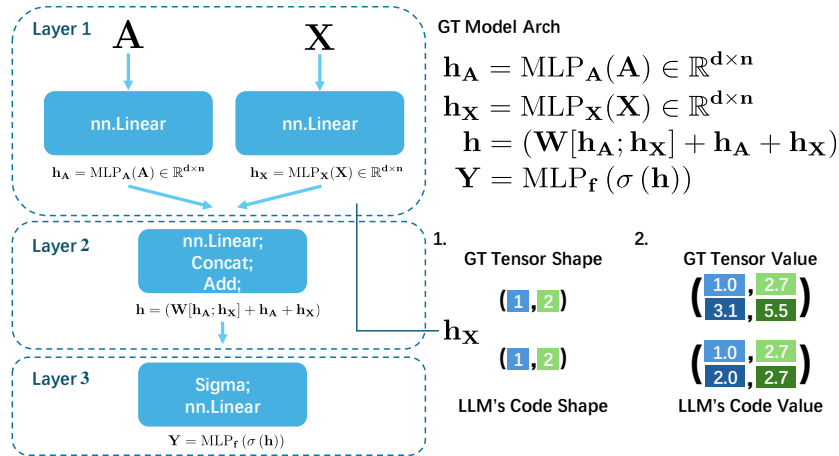 Layer 1
A
X
nn.Linear
nn.Linear
h_A = MLP_A(A) ∈ ℝ^{d×n}
h_X = MLP_X(X) ∈ ℝ^{d×n}
Layer 2
nn.Linear;
Concat;
Add;
h = (W[h_A; h_X] + h_A + h_X)
Layer 3
Sigma;
nn.Linear
Y = MLP_f (σ (h))
GT Model Arch
h_A = MLP_A(A) ∈ ℝ^{d×n}
h_X = MLP_X(X) ∈ ℝ^{d×n}
h = (W[h_A; h_X] + h_A + h_X)
Y = MLP_f (σ (h))
h_X
1.
GT Tensor Shape
(1,2)
(1,2)
LLM's Code Shape
2.
GT Tensor Value
(1.0,2.7
3.1,5.5)
(1.0,2.7
2.0,2.7)
LLM's Code Value